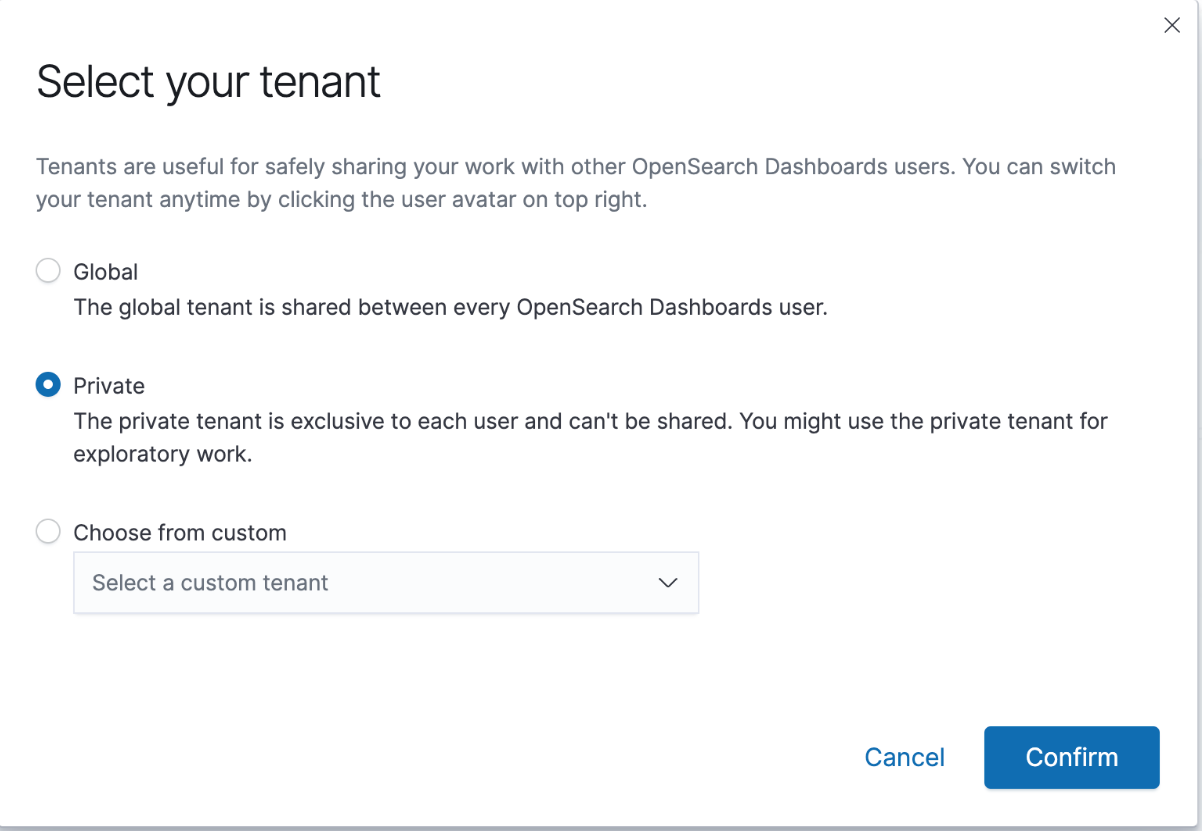 Select your tenant
Tenants are useful for safely sharing your work with other OpenSearch Dashboards users. You can switch
your tenant anytime by clicking the user avatar on top right.
Global
The global tenant is shared between every OpenSearch Dashboards user.
Private
The private tenant is exclusive to each user and can't be shared. You might use the private tenant for
exploratory work.
Choose from custom
Select a custom tenant
Cancel
Confirm